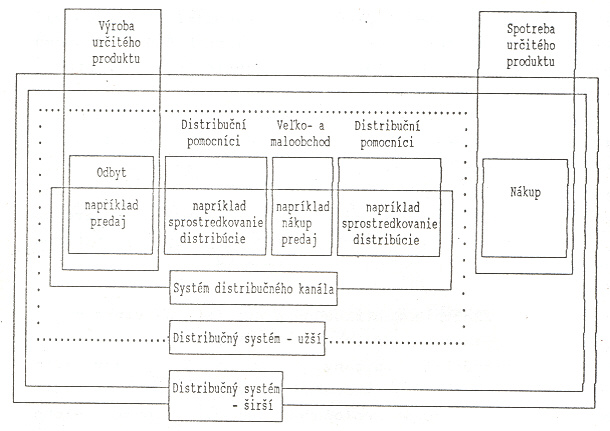 Výroba
určitého
produktu
Spotreba
určitého
produktu
Distribuční
pomocníci
Veľko- a
maloobchod
Distribuční
pomocníci
Odbyt
napríklad
predaj
napríklad
sprostredkovanie
distribúcie
napríklad
nákup
predaj
napríklad
sprostredkovanie
distribúcie
Nákup
Systém distribučného kanála
Distribučný systém - užší
Distribučný systém
- širší